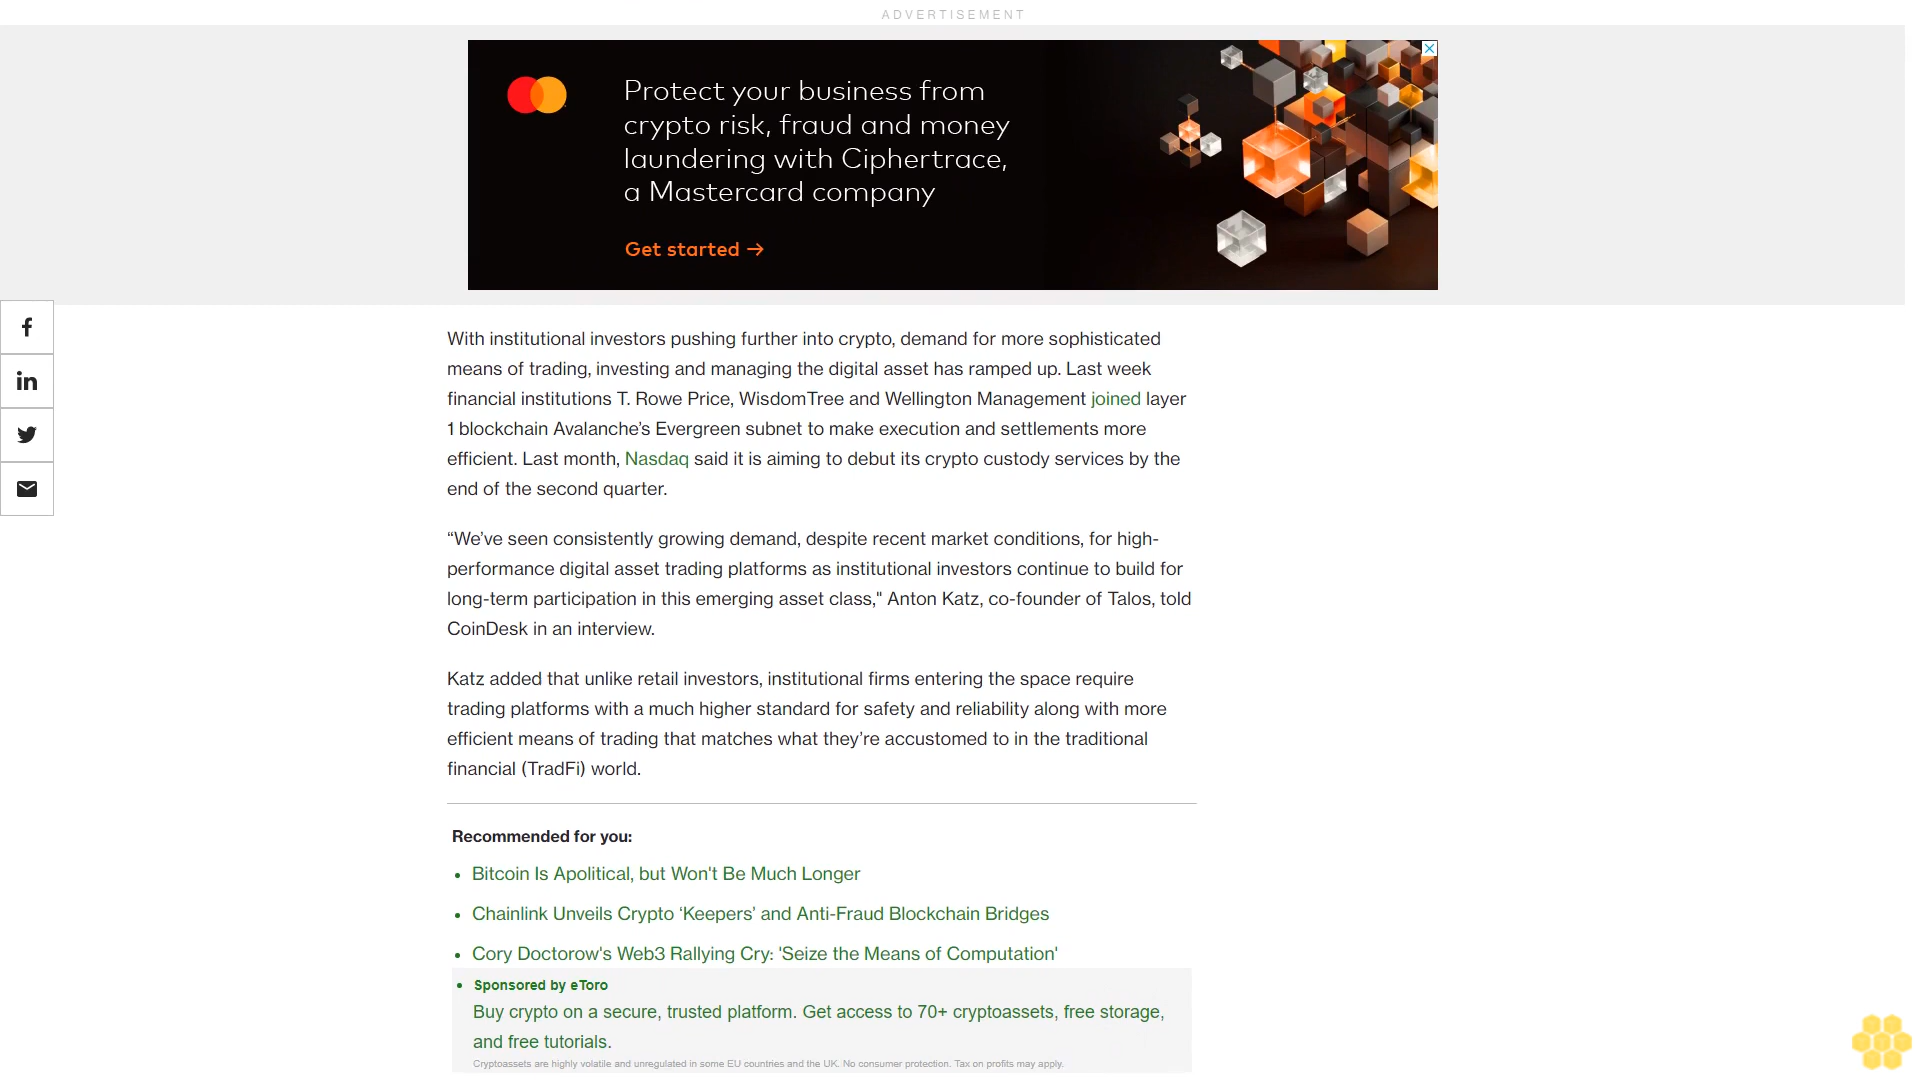 ADVERTISEMENT
Protect your business from
crypto risk, fraud and money
laundering with Ciphertrace,
a Mastercard company
Get started →
With institutional investors pushing further into crypto, demand for more sophisticated
means of trading, investing and managing the digital asset has ramped up. Last week
financial institutions T. Rowe Price, WisdomTree and Wellington Management joined layer
1 blockchain Avalanche’s Evergreen subnet to make execution and settlements more
efficient. Last month, Nasdaq said it is aiming to debut its crypto custody services by the
end of the second quarter.
“We’ve seen consistently growing demand, despite recent market conditions, for high-
performance digital asset trading platforms as institutional investors continue to build for
long-term participation in this emerging asset class," Anton Katz, co-founder of Talos, told
CoinDesk in an interview.
Katz added that unlike retail investors, institutional firms entering the space require
trading platforms with a much higher standard for safety and reliability along with more
efficient means of trading that matches what they’re accustomed to in the traditional
financial (TradFi) world.
Recommended for you:
• Bitcoin Is Apolitical, but Won't Be Much Longer
• Chainlink Unveils Crypto ‘Keepers’ and Anti-Fraud Blockchain Bridges
• Cory Doctorow's Web3 Rallying Cry: 'Seize the Means of Computation'
• Sponsored by eToro
Buy crypto on a secure, trusted platform. Get access to 70+ cryptoassets, free storage,
and free tutorials.
Cryptoassets are highly volatile and unregulated in some EU countries and the UK. No consumer protection. Tax on profits may apply.